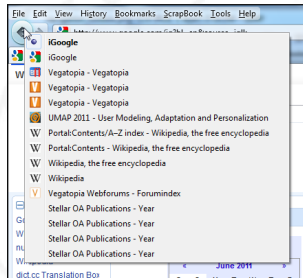 File Edit View History Bookmarks ScrapBook Tools Help
iGoogle
iGoogle
Vegatopia - Vegatopia
Vegatopia - Vegatopia
Vegatopia - Vegatopia
UMAP 2011 - User Modeling, Adaptation and Personalization
Portal:Contents/A–Z index - Wikipedia, the free encyclopedia
Portal:Contents - Wikipedia, the free encyclopedia
Wikipedia, the free encyclopedia
Wikipedia
Vegatopia Webforums - Forumindex
Stellar OA Publications - Year
Stellar OA Publications - Year
Stellar OA Publications - Year
Stellar OA Publications - Year
« June 2011 »
dict.cc Translation Box